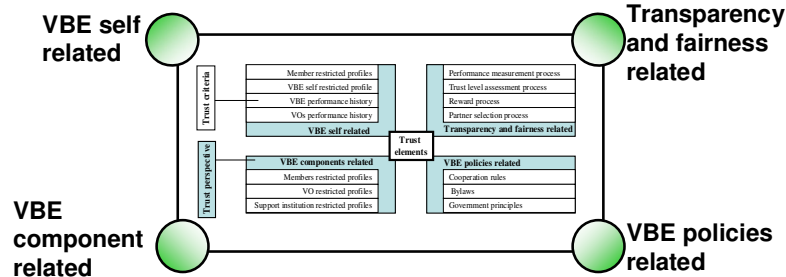 VBE self
related
Transparency
and fairness
related
Trust criteria
Member restricted profiles
VBE self restricted profile
VBE performance history
VOs performance history
VBE self related
Performance measurement process
Trust level assessment process
Reward process
Partner selection process
Transparency and fairness related
Trust
elements
Trust perspective
VBE components related
Members restricted profiles
VO restricted profiles
Support institution restricted profiles
VBE policies related
Cooperation rules
Bylaws
Government principles
VBE
component
related
VBE policies
related